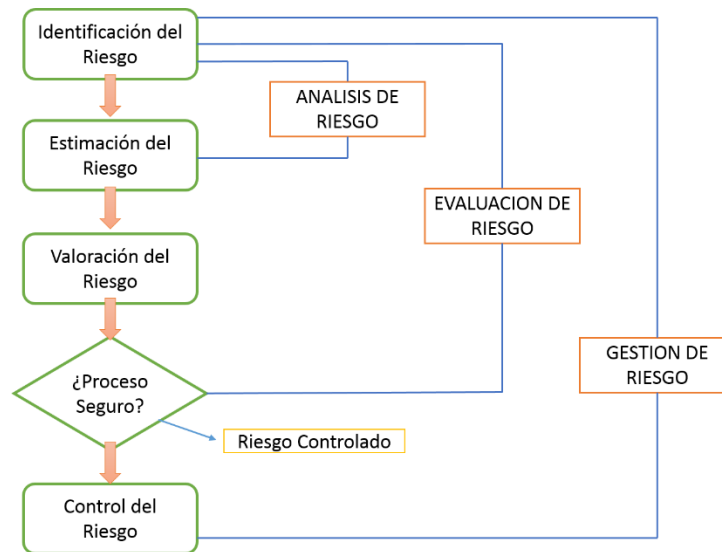 Identificación del
Riesgo
ANALISIS DE
RIESGO
Estimación del
Riesgo
EVALUACION DE
RIESGO
Valoración del
Riesgo
GESTION DE
RIESGO
¿Proceso
Seguro?
Riesgo Controlado
Control del
Riesgo